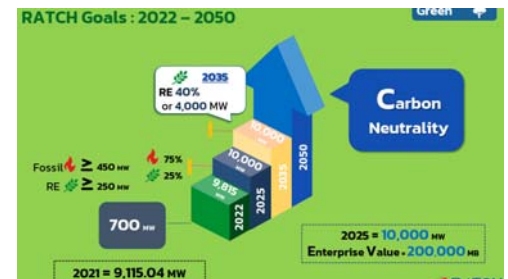 RATCH Goals : 2022 – 2050
Green
2035
RE 40%
or 4,000 MW
Carbon
Neutrality
10,000
2050
2035
Fossil ≥ 450 MW
RE ≥ 250 MW
75%
25%
10,000
2025
9,815
2022
700 MW
2025 = 10,000 MW
Enterprise Value = 200,000 MB
2021 = 9,115.04 MW
RATCH